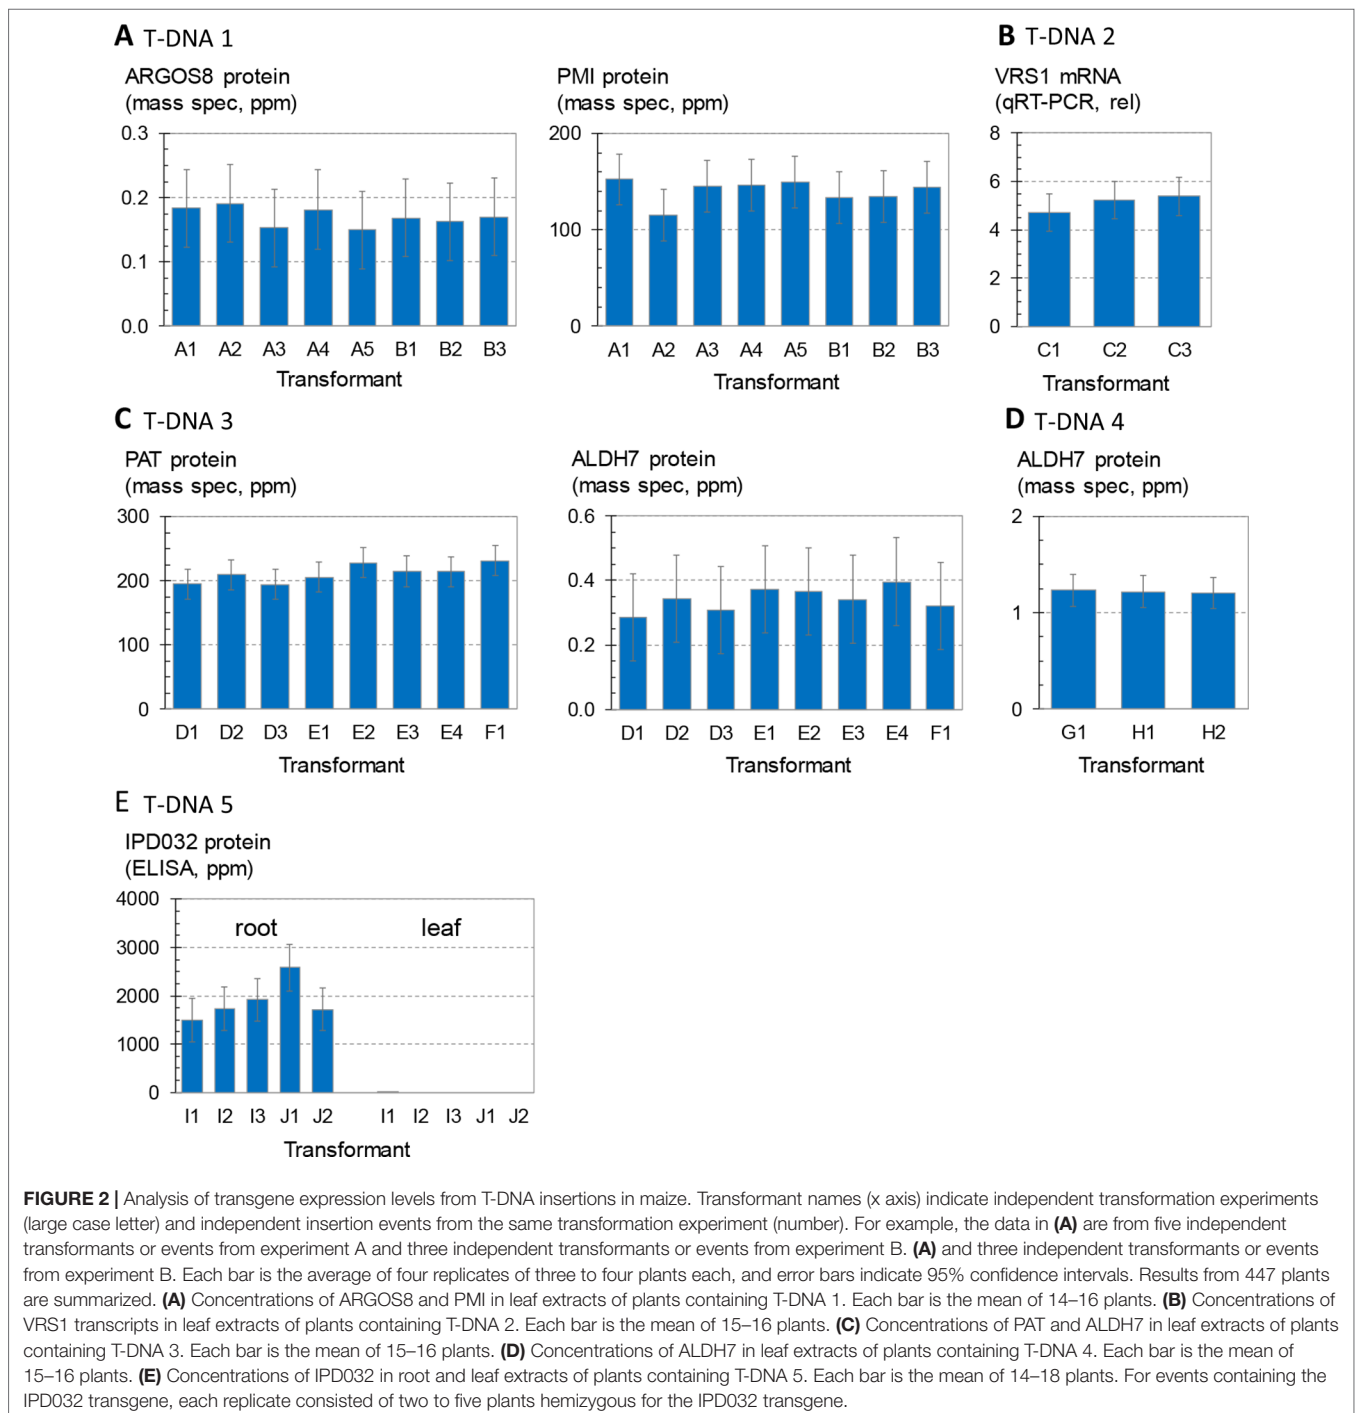 A T-DNA 1
ARGOS8 protein
(mass spec, ppm)
0.3
0.2
0.1
0.0
A1 A2 A3 A4 A5 B1 B2 B3
Transformant
PMI protein
(mass spec, ppm)
200
100
0
A1 A2 A3 A4 A5 B1 B2 B3
Transformant
B T-DNA 2
VRS1 mRNA
(qRT-PCR, rel)
8
6
4
2
0
C1 C2 C3
Transformant
C T-DNA 3
PAT protein
(mass spec, ppm)
300
200
100
0
D1 D2 D3 E1 E2 E3 E4 F1
Transformant
ALDH7 protein
(mass spec, ppm)
0.6
0.4
0.2
0.0
D1 D2 D3 E1 E2 E3 E4 F1
Transformant
D T-DNA 4
ALDH7 protein
(mass spec, ppm)
2
1
0
G1 H1 H2
Transformant
E T-DNA 5
IPD032 protein
(ELISA, ppm)
4000
3000
2000
1000
0
root leaf
I1 I2 I3 J1 J2 I1 I2 I3 J1 J2
Transformant
FIGURE 2 | Analysis of transgene expression levels from T-DNA insertions in maize. Transformant names (x axis) indicate independent transformation experiments
(large case letter) and independent insertion events from the same transformation experiment (number). For example, the data in (A) are from five independent
transformants or events from experiment A and three independent transformants or events from experiment B. (A) and three independent transformants or events
from experiment B. Each bar is the average of four replicates of three to four plants each, and error bars indicate 95% confidence intervals. Results from 447 plants
are summarized. (A) Concentrations of ARGOS8 and PMI in leaf extracts of plants containing T-DNA 1. Each bar is the mean of 14–16 plants. (B) Concentrations of
VRS1 transcripts in leaf extracts of plants containing T-DNA 2. Each bar is the mean of 15–16 plants. (C) Concentrations of PAT and ALDH7 in leaf extracts of plants
containing T-DNA 3. Each bar is the mean of 15–16 plants. (D) Concentrations of ALDH7 in leaf extracts of plants containing T-DNA 4. Each bar is the mean of
15–16 plants. (E) Concentrations of IPD032 in root and leaf extracts of plants containing T-DNA 5. Each bar is the mean of 14–18 plants. For events containing the
IPD032 transgene, each replicate consisted of two to five plants hemizygous for the IPD032 transgene.